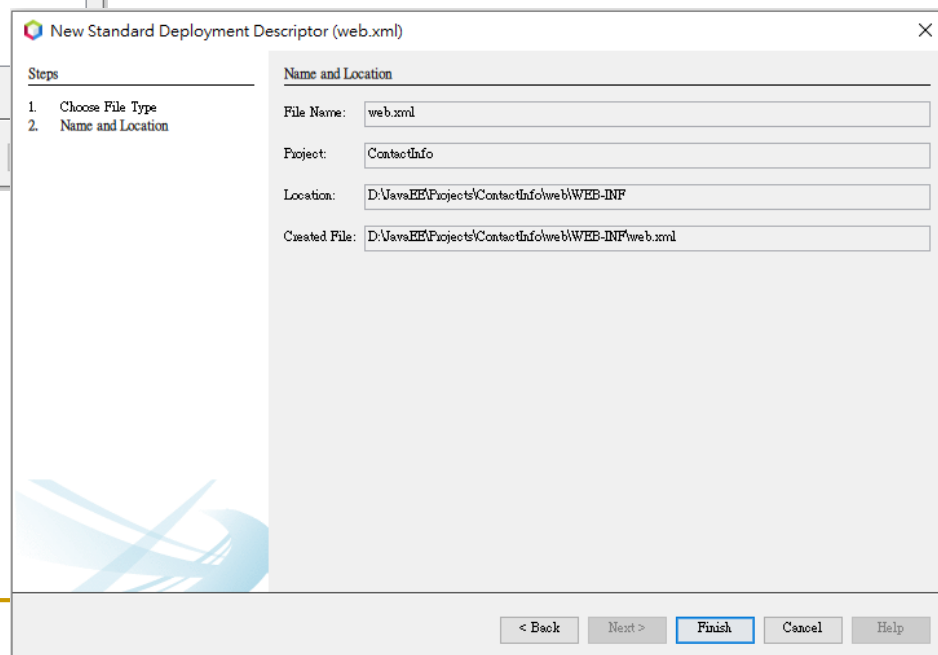 New Standard Deployment Descriptor (web.xml)
Steps
1. Choose File Type
2. Name and Location
Name and Location
File Name: web.xml
Project: ContactInfo
Location: D:\JavaEE\Projects\ContactInfo\web\WEB-INF
Created File: D:\JavaEE\Projects\ContactInfo\web\WEB-INF\web.xml
< Back Next > Finish Cancel Help